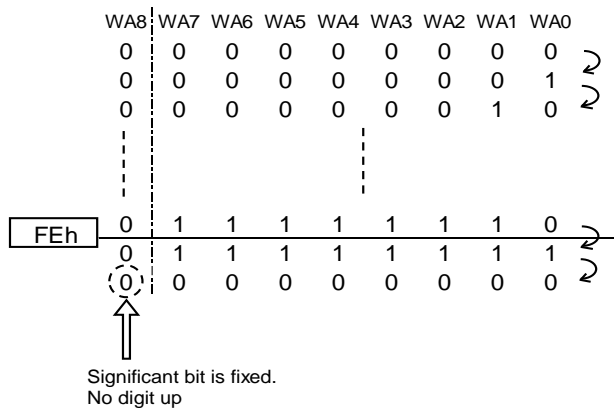 WA8 WA7 WA6 WA5 WA4 WA3 WA2 WA1 WA0
0 0 0 0 0 0 0 0 0
0 0 0 0 0 0 0 0 1
0 0 0 0 0 0 0 1 0
FEh 0 1 1 1 1 1 1 1 0
0 1 1 1 1 1 1 1 1
0 0 0 0 0 0 0 0 0
Significant bit is fixed.
No digit up